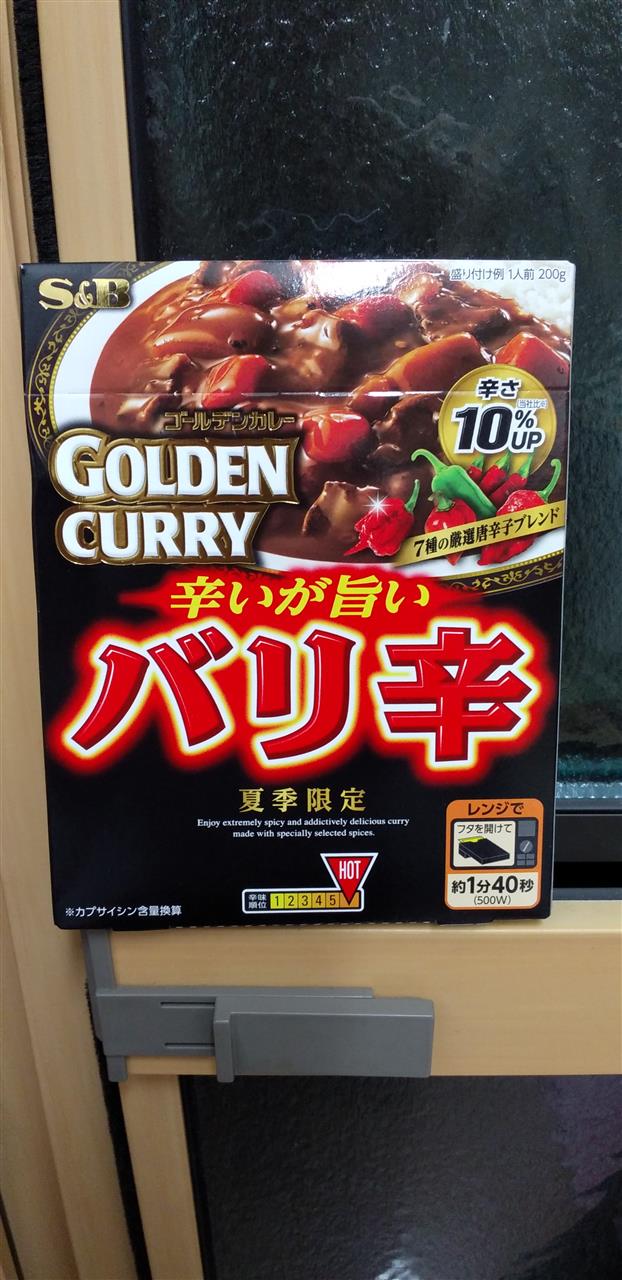 S&B
盛り付け例 1人前 200g
辛さ
(当社比※)
10%UP
ゴールデンカレー
GOLDEN
CURRY
7種の厳選唐辛子ブレンド
辛いが旨い
バリ辛
夏季限定
Enjoy extremely spicy and addictively delicious curry
made with specially selected spices.
レンジで
フタを開けて
約1分40秒
(500W)
HOT
辛味順位 1 2 3 4 5
※カプサイシン含量換算